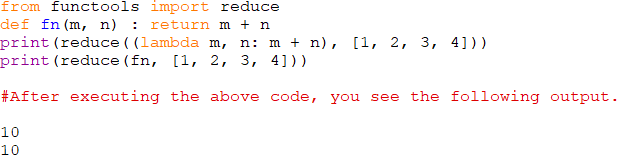 from functools import reduce
def fn(m, n) : return m + n
print(reduce((lambda m, n: m + n), [1, 2, 3, 4]))
print(reduce(fn, [1, 2, 3, 4]))
#After executing the above code, you see the following output.
10
10